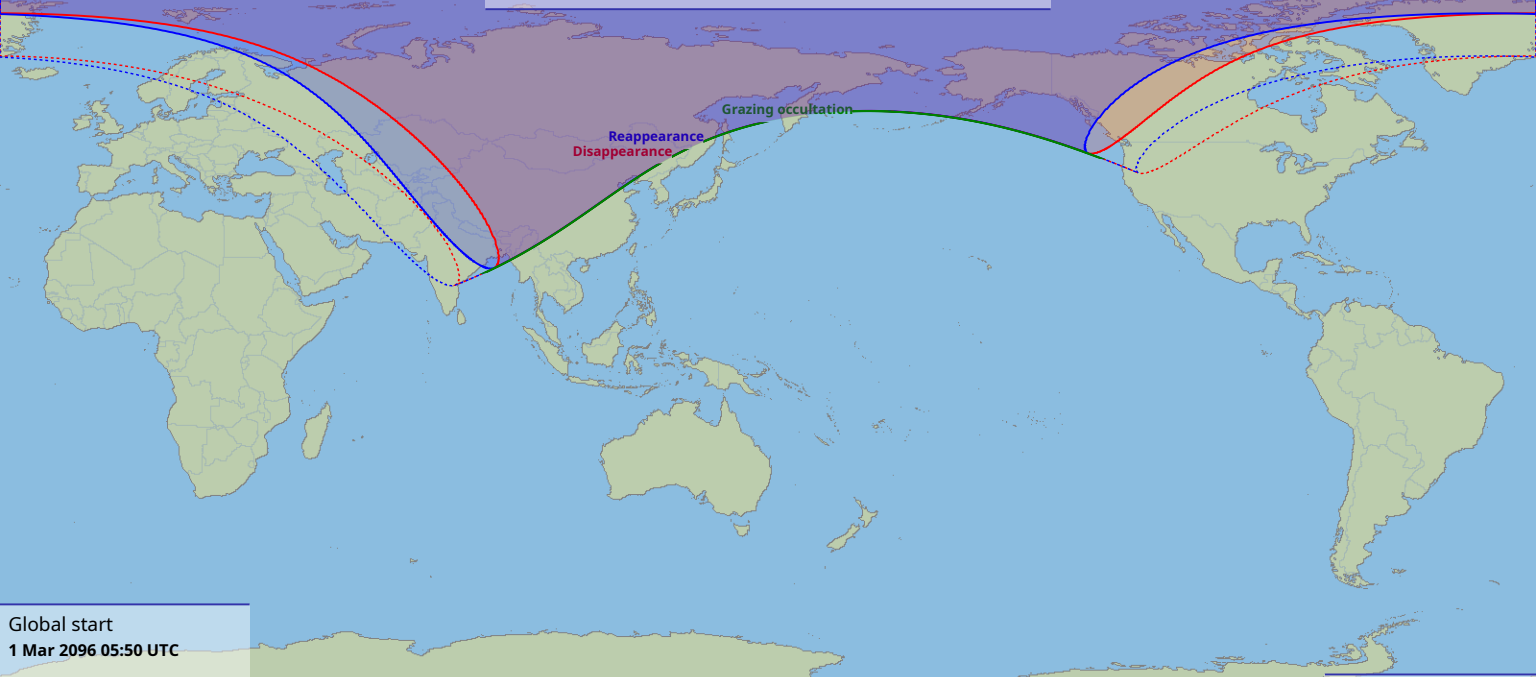 Grazing occultation
Reappearance
Disappearance
Global start
1 Mar 2096 05:50 UTC